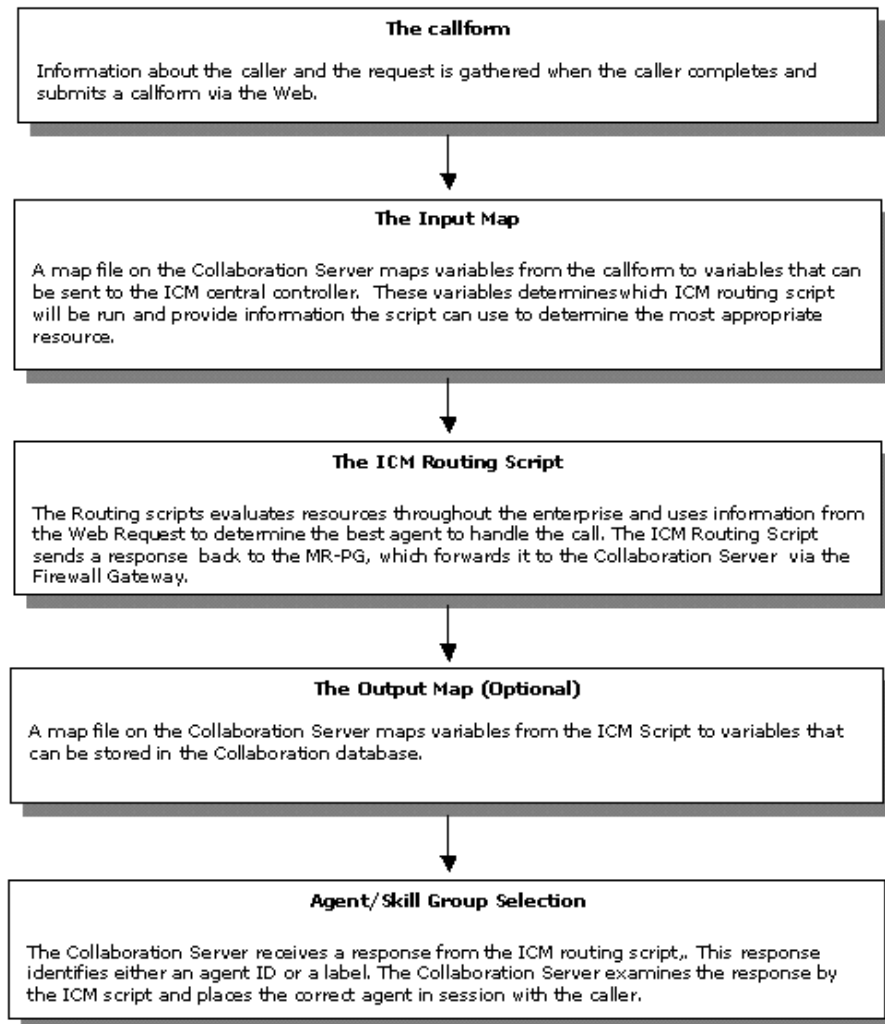 The callform
Information about the caller and the request is gathered when the caller completes and
submits a callform via the Web.
The Input Map
A map file on the Collaboration Server maps variables from the callform to variables that can
be sent to the ICM central controller. These variables determineswhich ICM routing script
will be run and provide information the script can use to determine the most appropriate
resource.
The ICM Routing Script
The Routing scripts evaluates resources throughout the enterprise and uses information from
the Web Request to determine the best agent to handle the call. The ICM Routing Script
sends a response back to the MR-PG, which forwards it to the Collaboration Server via the
Firewall Gateway.
The Output Map (Optional)
A map file on the Collaboration Server maps variables from the ICM Script to variables that
can be stored in the Collaboration database.
Agent/Skill Group Selection
The Collaboration Server receives a response from the ICM routing script,. This response
identifies either an agent ID or a label. The Collaboration Server examines the response by
the ICM script and places the correct agent in session with the caller.